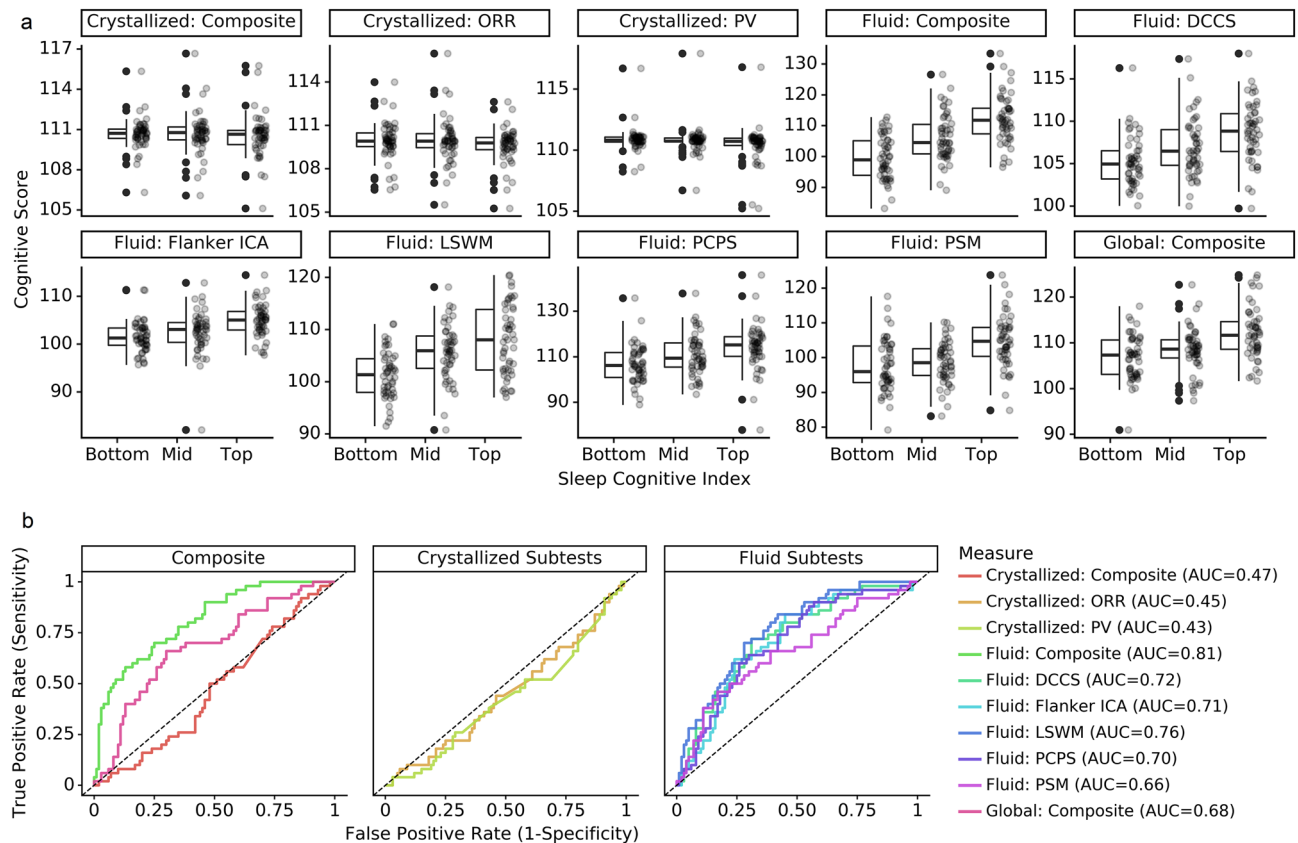 a
Crystallized: Composite
Crystallized: ORR
Crystallized: PV
Fluid: Composite
Fluid: DCCS
117
114
111
108
105
114
111
108
105
115
110
105
130
120
110
100
90
115
110
105
100
Cognitive Score
Fluid: Flanker ICA
Fluid: LSWM
Fluid: PCPS
Fluid: PSM
Global: Composite
110
100
90
120
110
100
90
130
110
90
120
110
100
90
80
120
110
100
90
Bottom Mid Top
Bottom Mid Top
Bottom Mid Top
Bottom Mid Top
Bottom Mid Top
Sleep Cognitive Index
b
Composite
Crystallized Subtests
Fluid Subtests
True Positive Rate (Sensitivity)
1
0.75
0.50
0.25
0
0 0.25 0.50 0.75 1
0 0.25 0.50 0.75 1
0 0.25 0.50 0.75 1
False Positive Rate (1-Specificity)
Measure
Crystallized: Composite (AUC=0.47)
Crystallized: ORR (AUC=0.45)
Crystallized: PV (AUC=0.43)
Fluid: Composite (AUC=0.81)
Fluid: DCCS (AUC=0.72)
Fluid: Flanker ICA (AUC=0.71)
Fluid: LSWM (AUC=0.76)
Fluid: PCPS (AUC=0.70)
Fluid: PSM (AUC=0.66)
Global: Composite (AUC=0.68)